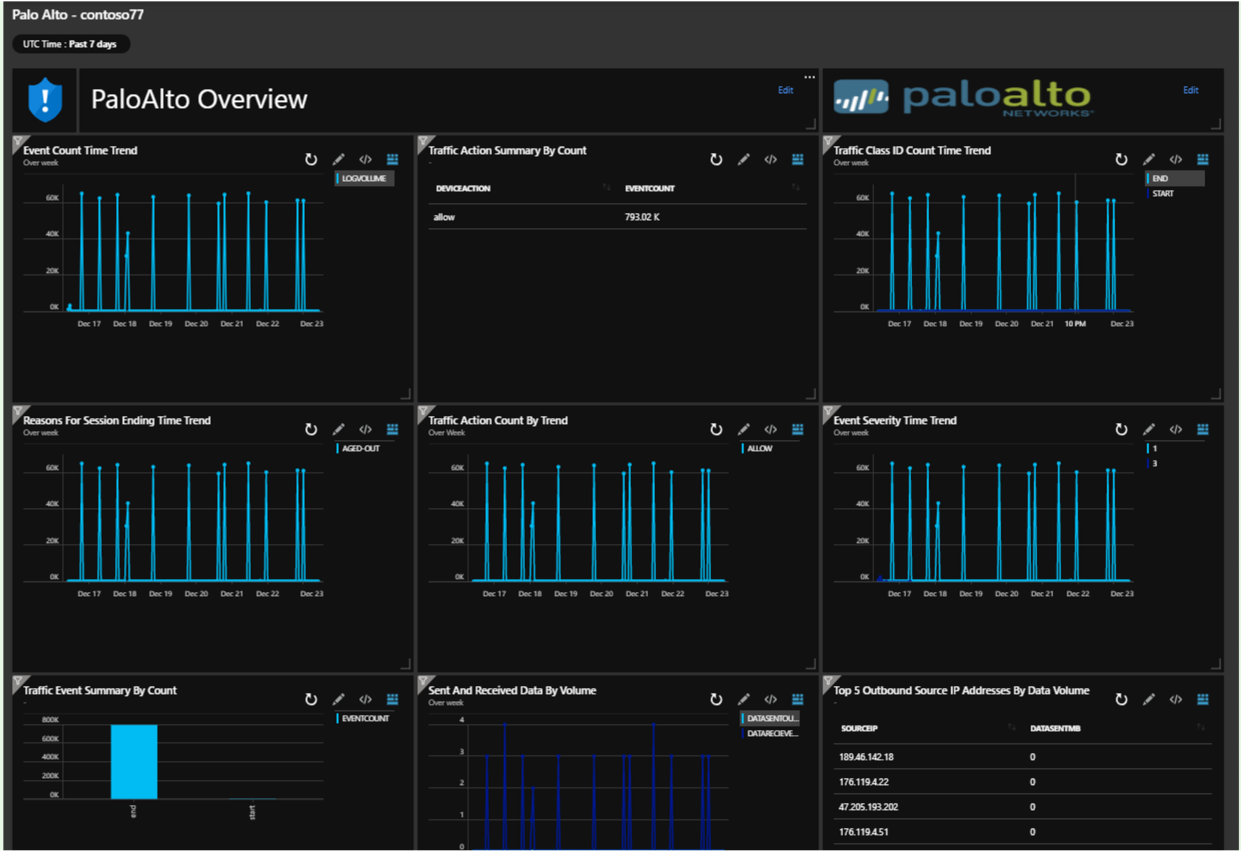 Palo Alto - contoso77
UTC Time : Past 7 days
PaloAlto Overview
Edit
paloalto
NETWORKS®
Edit
Event Count Time Trend
Over week
LOGVOLUME
60K
40K
20K
0K
Dec 17 Dec 18 Dec 19 Dec 20 Dec 21 Dec 22 Dec 23
Traffic Action Summary By Count
DEVICEACTION EVENTCOUNT
allow 793.02 K
Traffic Class ID Count Time Trend
Over week
END
START
60K
40K
20K
0K
Dec 17 Dec 18 Dec 19 Dec 20 Dec 21 10 PM Dec 23
Reasons For Session Ending Time Trend
Over week
AGED-OUT
60K
40K
20K
0K
Dec 17 Dec 18 Dec 19 Dec 20 Dec 21 Dec 22 Dec 23
Traffic Action Count By Trend
Over Week
ALLOW
60K
40K
20K
0K
Dec 17 Dec 18 Dec 19 Dec 20 Dec 21 Dec 22 Dec 23
Event Severity Time Trend
Over week
1
3
60K
40K
20K
0K
Dec 17 Dec 18 Dec 19 Dec 20 Dec 21 Dec 22 Dec 23
Traffic Event Summary By Count
EVENTCOUNT
800K
600K
400K
200K
0K
end start
Sent And Received Data By Volume
Over week
DATASENTOU...
DATARECIEVE...
4
3
2
1
0
Top 5 Outbound Source IP Addresses By Data Volume
SOURCEIP DATASENTMB
189.46.142.18 0
176.119.4.22 0
47.205.193.202 0
176.119.4.51 0